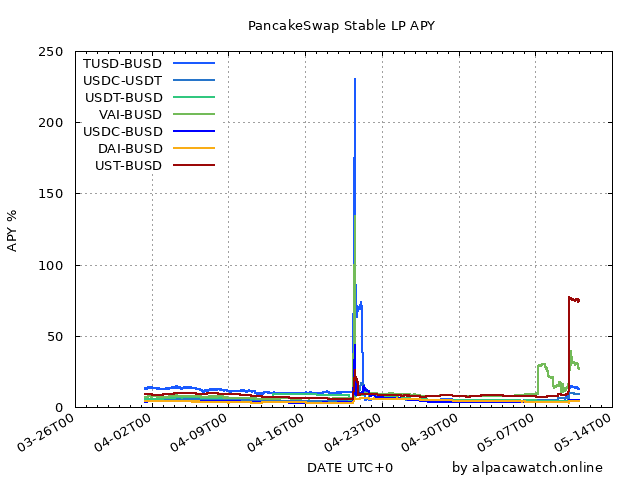 PancakeSwap Stable LP APY
250
200
150
100
50
0
APY %
TUSD-BUSD
USDC-USDT
USDT-BUSD
VAI-BUSD
USDC-BUSD
DAI-BUSD
UST-BUSD
03-26T00
04-02T00
04-09T00
04-16T00
04-23T00
04-30T00
05-07T00
05-14T00
DATE UTC+0
by alpacawatch.online